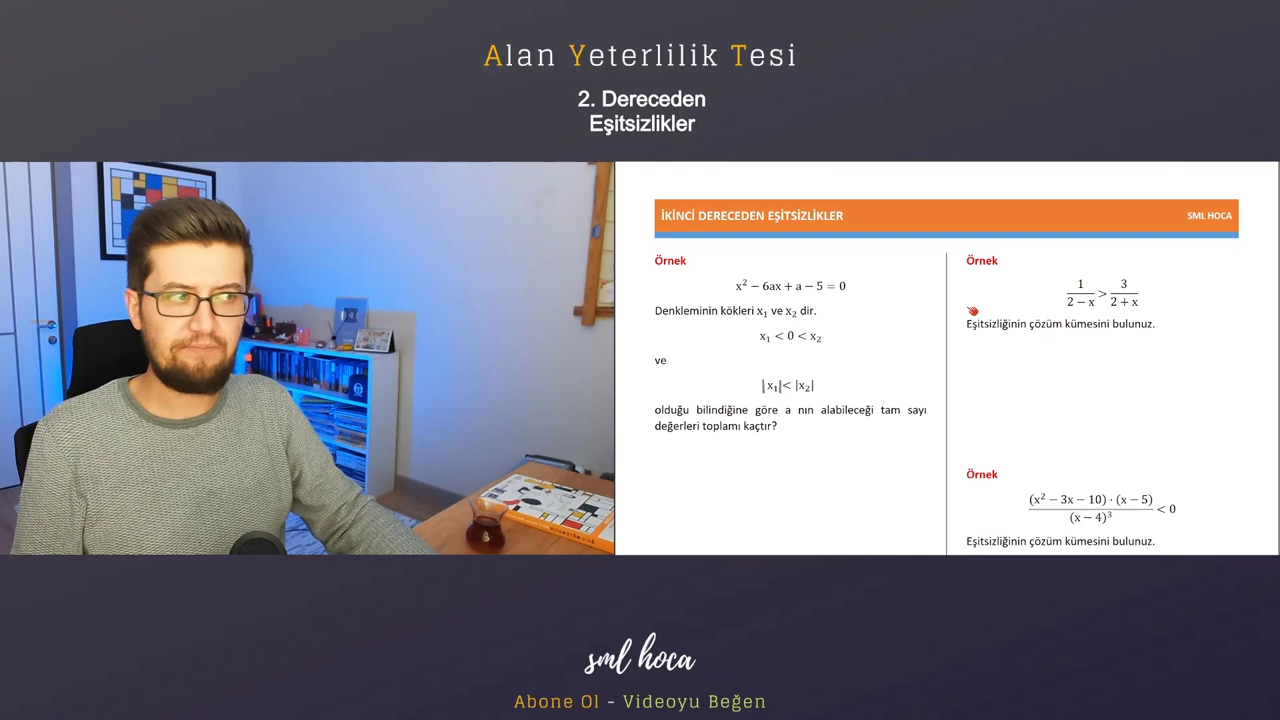 Alan Yeterlilik Tesi
2. Dereceden
Eşitsizlikler
İKİNCİ DERECEDEN EŞİTSİZLİKLER
SML HOCA
Örnek
x² − 6ax + a − 5 = 0
Denkleminin kökleri x₁ ve x₂ dir.
x₁ < 0 < x₂
ve
|x₁| < |x₂|
olduğu bilindiğine göre a nın alabileceği tam sayı
değerleri toplamı kaçtır?
Örnek
1/(2 − x) > 3/(2 + x)
Eşitsizliğinin çözüm kümesini bulunuz.
Örnek
(x² − 3x − 10) · (x − 5)/(x − 4)³ < 0
Eşitsizliğinin çözüm kümesini bulunuz.
sml hoca
Abone Ol - Videoyu Beğen